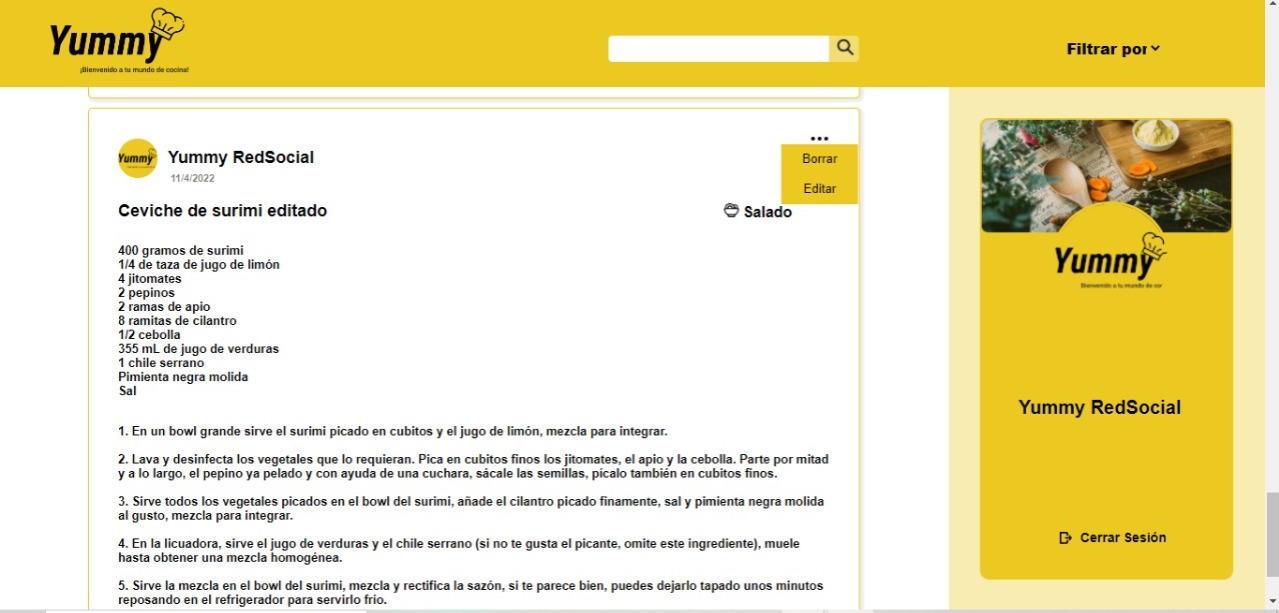 Yummy
¡Bienvenido a tu mundo de cocina!
Filtrar por
Yummy
Yummy RedSocial
11/4/2022
Borrar
Editar
Ceviche de surimi editado
Salado
400 gramos de surimi
1/4 de taza de jugo de limón
4 jitomates
2 pepinos
2 ramas de apio
8 ramitas de cilantro
1/2 cebolla
355 mL de jugo de verduras
1 chile serrano
Pimienta negra molida
Sal
1. En un bowl grande sirve el surimi picado en cubitos y el jugo de limón, mezcla para integrar.
2. Lava y desinfecta los vegetales que lo requieran. Pica en cubitos finos los jitomates, el apio y la cebolla. Parte por mitad
y a lo largo, el pepino ya pelado y con ayuda de una cuchara, sácale las semillas, pícalo también en cubitos finos.
3. Sirve todos los vegetales picados en el bowl del surimi, añade el cilantro picado finamente, sal y pimienta negra molida
al gusto, mezcla para integrar.
4. En la licuadora, sirve el jugo de verduras y el chile serrano (si no te gusta el picante, omite este ingrediente), muele
hasta obtener una mezcla homogénea.
5. Sirve la mezcla en el bowl del surimi, mezcla y rectifica la sazón, si te parece bien, puedes dejarlo tapado unos minutos
reposando en el refrigerador para servirlo frío.
Yummy
Bienvenido a tu mundo de coc
Yummy RedSocial
Cerrar Sesión